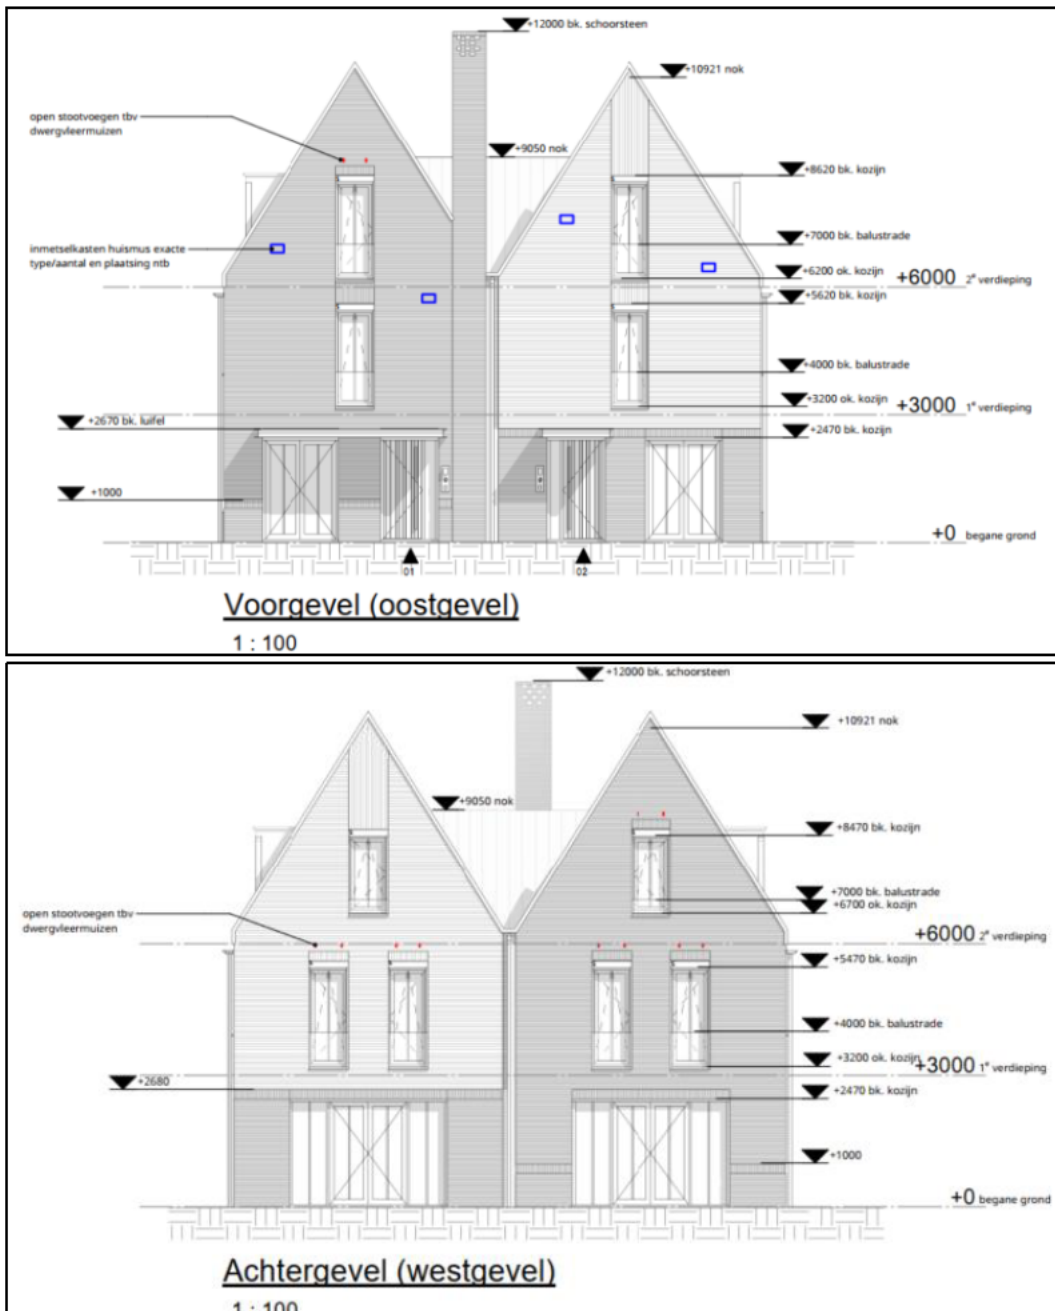 +12000 bk. schoorsteen
+10921 nok
open stootvoegen tbv
dwergvleermuizen
+9050 nok
+8620 bk. kozijn
+7000 bk. balustrade
inmetselkasten huismus exacte
type/aantal en plaatsing ntb
+6200 ok. kozijn
+6000 2e verdieping
+5620 bk. kozijn
+4000 bk. balustrade
+3200 ok. kozijn
+3000 1e verdieping
+2670 bk. luifel
+2470 bk. kozijn
+1000
+0 begane grond
01
02
Voorgevel (oostgevel)
1 : 100
+12000 bk. schoorsteen
+10921 nok
+9050 nok
+8470 bk. kozijn
+7000 bk. balustrade
+6700 ok. kozijn
open stootvoegen tbv
dwergvleermuizen
+6000 2e verdieping
+5470 bk. kozijn
+4000 bk. balustrade
+3200 ok. kozijn
+3000 1e verdieping
+2680
+2470 bk. kozijn
+1000
+0 begane grond
Achtergevel (westgevel)
1 : 100